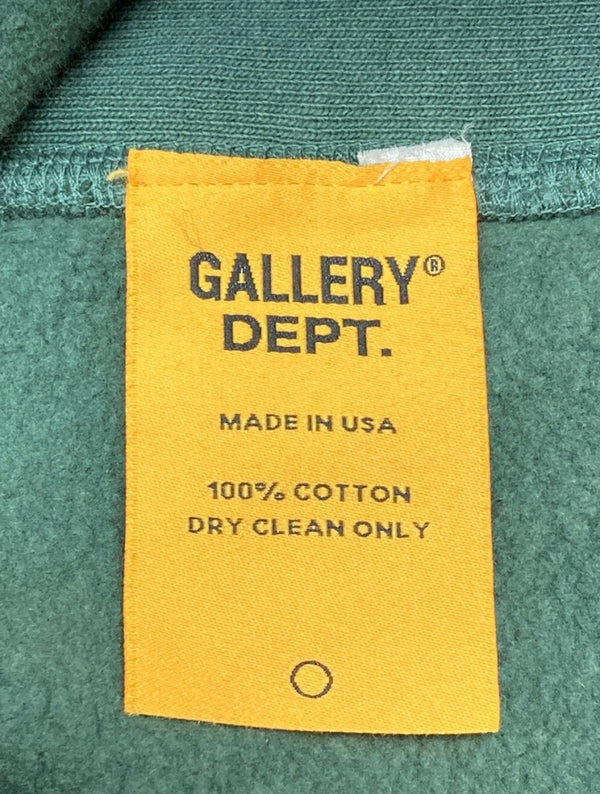 GALLERY®
DEPT.
MADE IN USA
100% COTTON
DRY CLEAN ONLY